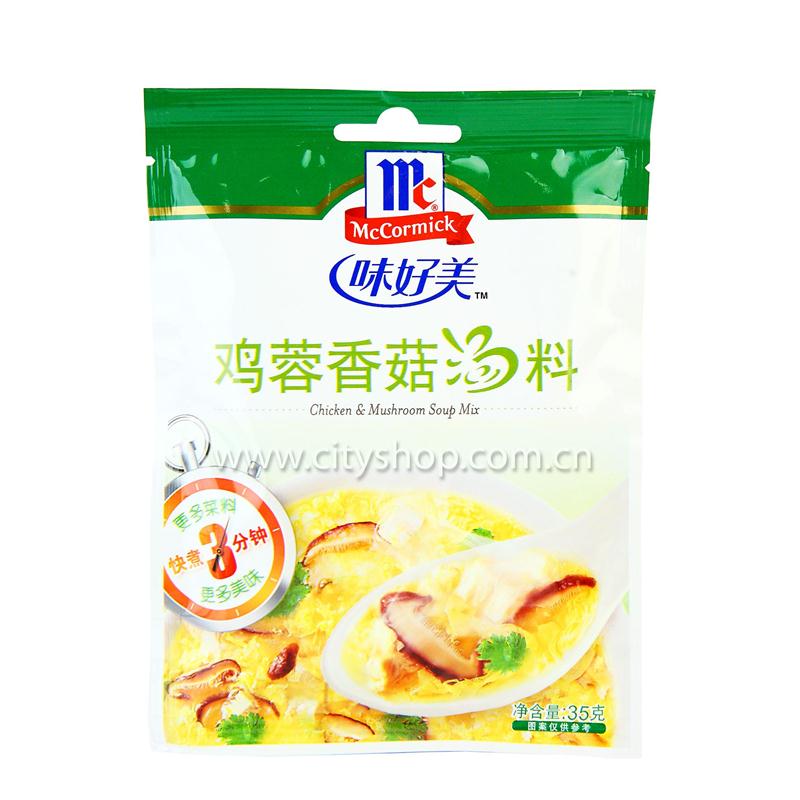 mc®
McCormick
味好美™
鸡蓉香菇汤料
Chicken & Mushroom Soup Mix
www.cityshop.com.cn
更多菜料
快煮3分钟
更多美味
净含量:35克
图案仅供参考